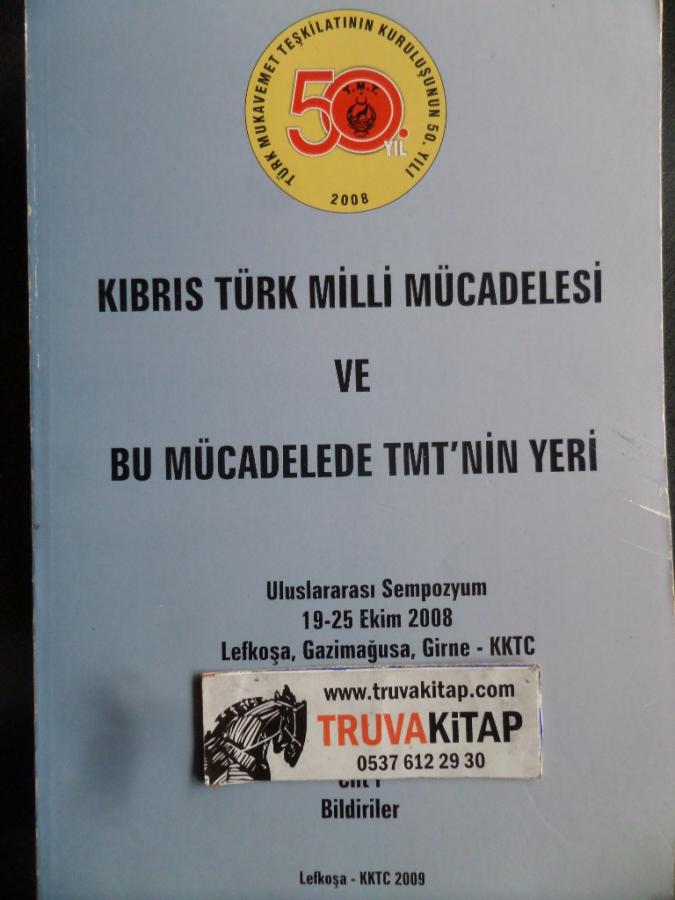 TÜRK MUKAVEMET TEŞKİLATININ KURULUŞUNUN 50. YILI
T.M.T.
50.
YIL
2008
KIBRIS TÜRK MİLLİ MÜCADELESİ
VE
BU MÜCADELEDE TMT'NİN YERİ
Uluslararası Sempozyum
19-25 Ekim 2008
Lefkoşa, Gazimağusa, Girne - KKTC
www.truvakitap.com
TRUVAKİTAP
0537 612 29 30
Bildiriler
Lefkoşa - KKTC 2009